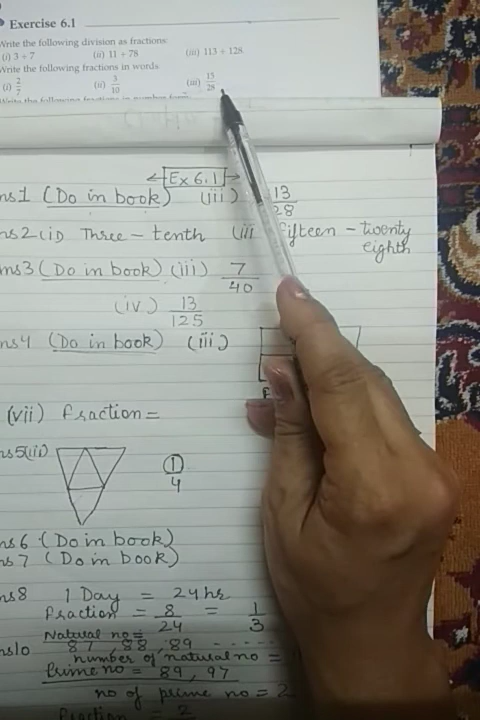 Exercise 6.1
Write the following division as fractions:
(i) 3 ÷ 7 (ii) 11 ÷ 78 (iii) 113 ÷ 128.
Write the following fractions in words:
(i) 2/7 (ii) 3/10 (iii) 15/28
Ex 6.1
ns1 (Do in book) (iii) 13/28
ns2 (ii) Three - tenth (iii fifteen - twenty
eighth
ns3 (Do in book) (iii) 7/40
(iv) 13/125
ns4 (Do in book) (iii)
(vii) fraction =
ns5(ii) 1/4
ns6 (Do in book)
ns7 (Do in book)
ns8 1 Day = 24 hr
fraction = 8/24 = 1/3
ns10 Natural no =
87, 88, 89 ------
number of natural no =
Prime no = 89, 97
no of prime no = 2
fraction = 2